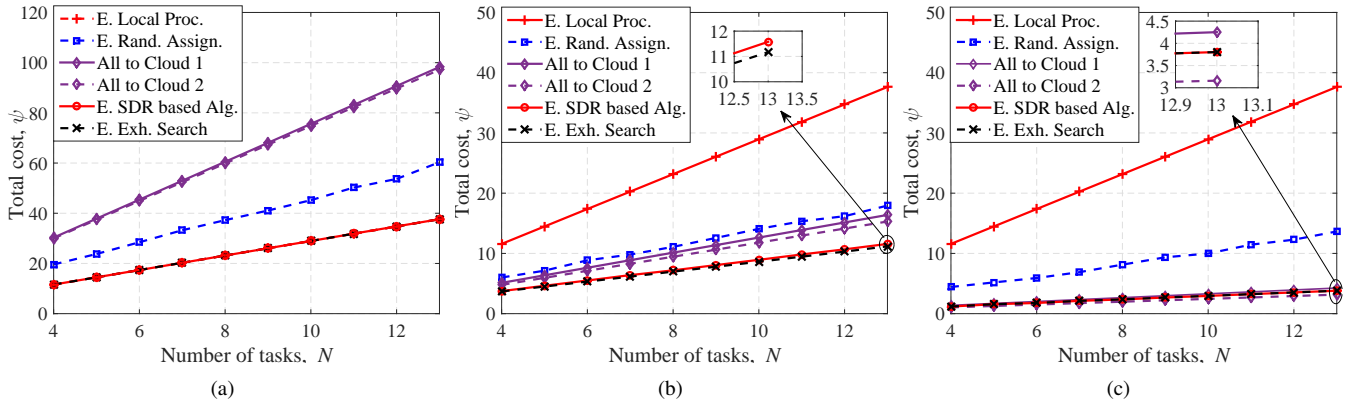 120
100
80
60
40
20
0
4
6
8
10
12
Total cost, ψ
Number of tasks, N
E. Local Proc.
E. Rand. Assign.
All to Cloud 1
All to Cloud 2
E. SDR based Alg.
E. Exh. Search
(a)
50
40
30
20
10
0
4
6
8
10
12
Total cost, ψ
Number of tasks, N
E. Local Proc.
E. Rand. Assign.
All to Cloud 1
All to Cloud 2
E. SDR based Alg.
E. Exh. Search
12
11
10
12.5
13
13.5
(b)
50
40
30
20
10
0
4
6
8
10
12
Total cost, ψ
Number of tasks, N
E. Local Proc.
E. Rand. Assign.
All to Cloud 1
All to Cloud 2
E. SDR based Alg.
E. Exh. Search
4.5
4
3.5
3
12.9
13
13.1
(c)